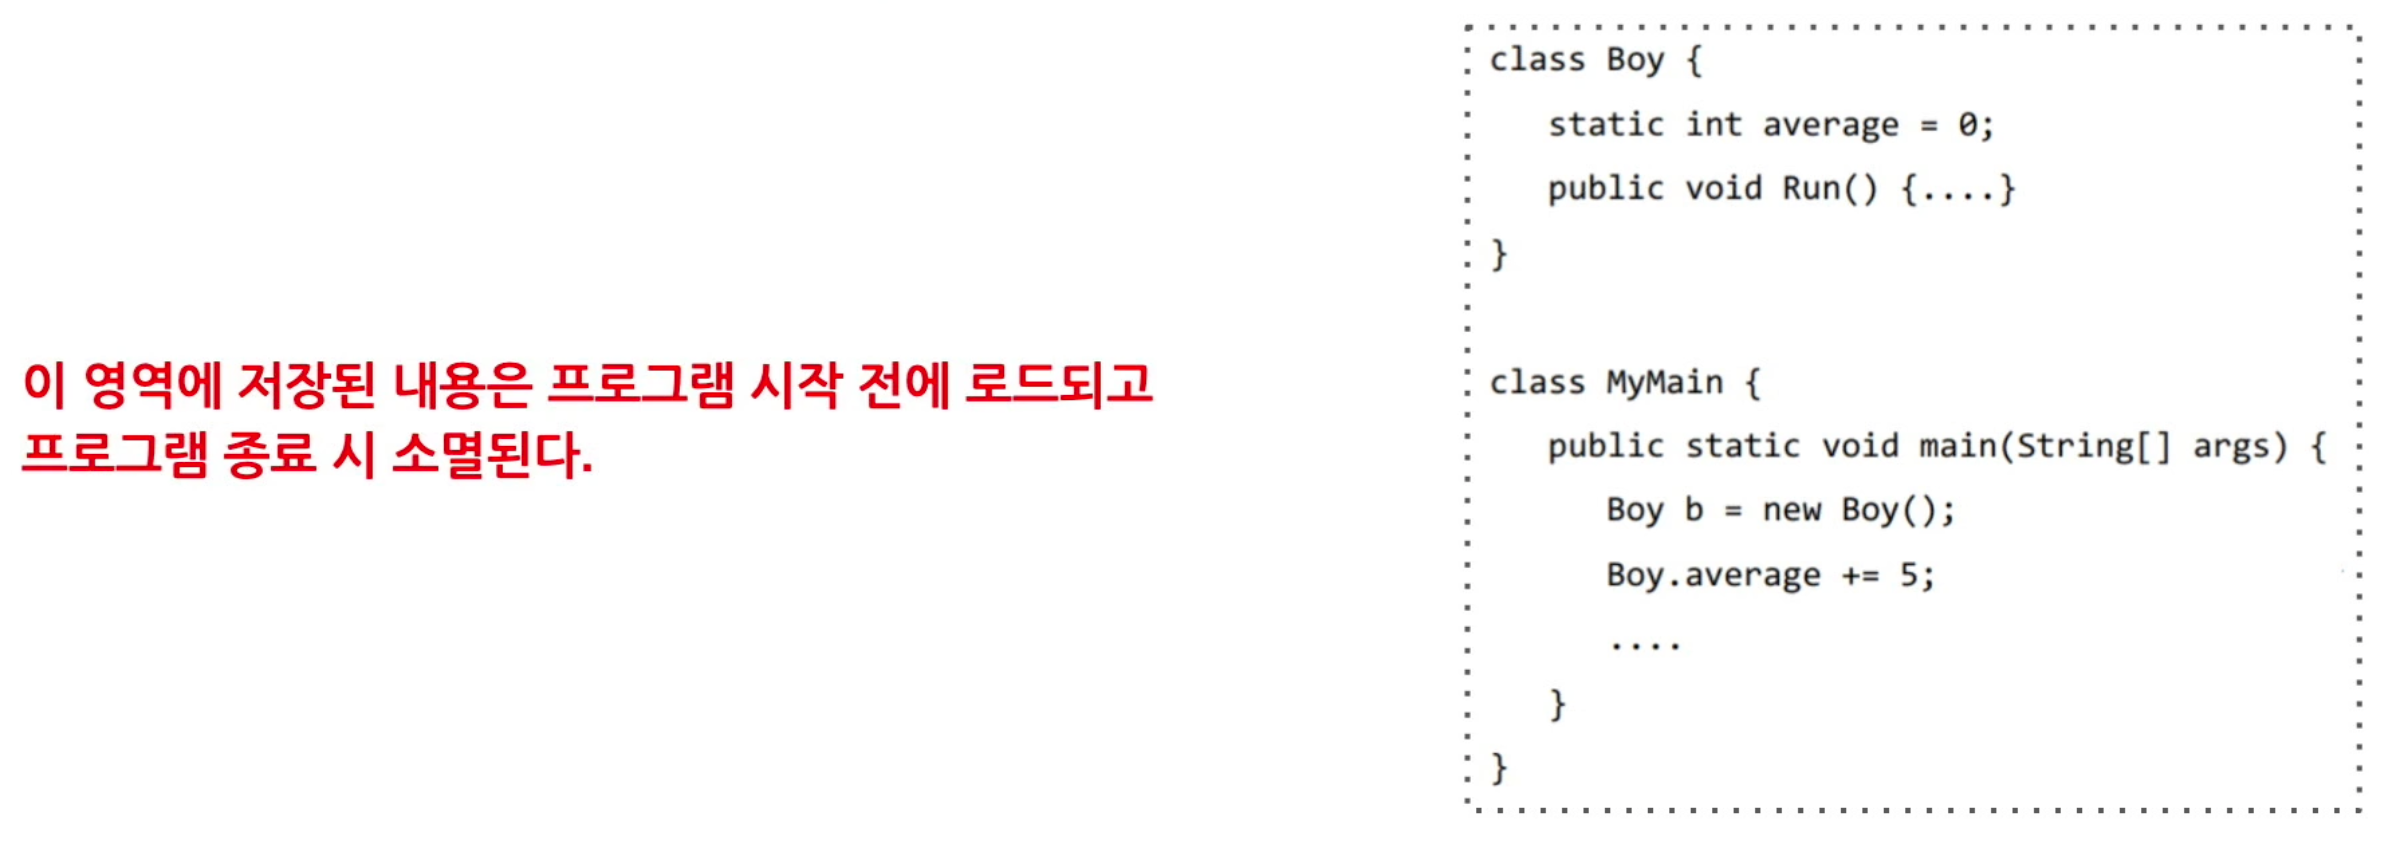 이 영역에 저장된 내용은 프로그램 시작 전에 로드되고
프로그램 종료 시 소멸된다.
class Boy {
static int average = 0;
public void Run() {....}
}
class MyMain {
public static void main(String[] args) {
Boy b = new Boy();
Boy.average += 5;
....
}
}